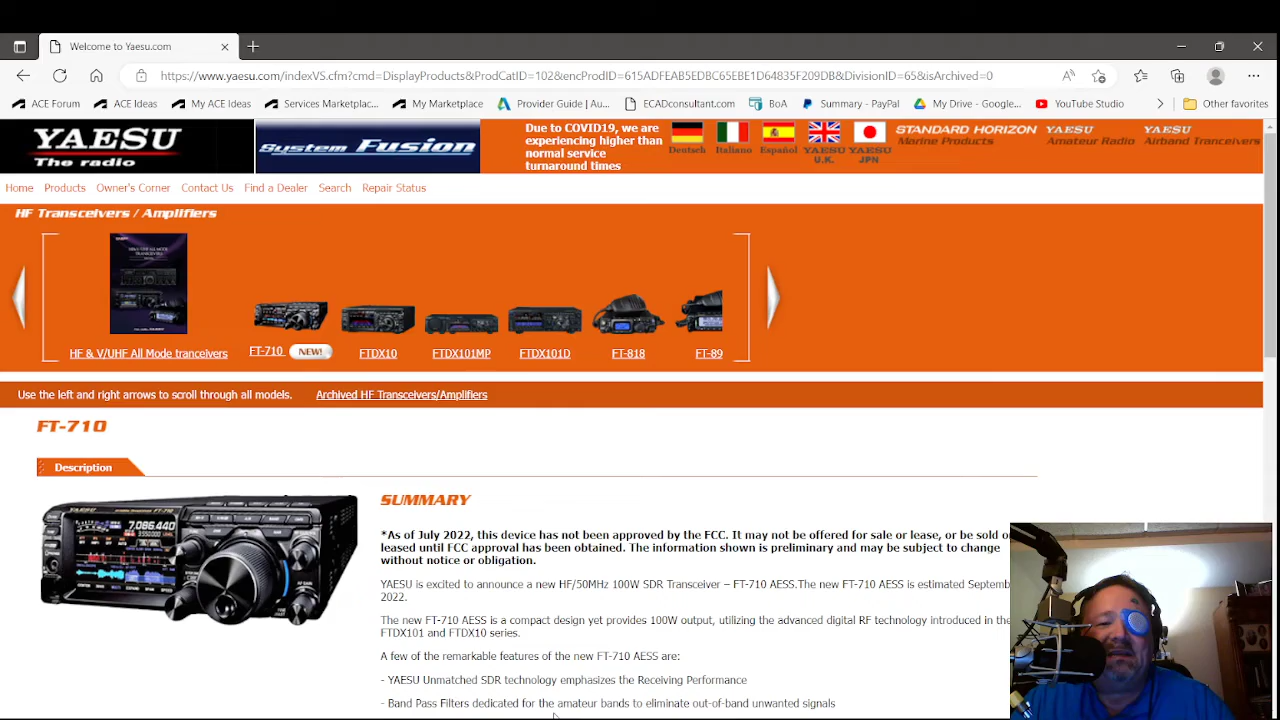 Welcome to Yaesu.com
https://www.yaesu.com/indexVS.cfm?cmd=DisplayProducts&ProdCatID=102&encProdID=615ADFEAB5EDBC65EBE1D64835F209DB&DivisionID=65&isArchived=0
ACE Forum ACE Ideas My ACE Ideas Services Marketplac... My Marketplace Provider Guide | Au... ECADconsultant.com BoA Summary - PayPal My Drive - Google... YouTube Studio Other favorites
YAESU
The radio
System Fusion
Due to COVID19, we are
experiencing higher than
normal service
turnaround times
Deutsch Italiano Español YAESU U.K. YAESU JPN
STANDARD HORIZON
Marine Products
YAESU
Amateur Radio
YAESU
Airband Tranceivers
Home Products Owner's Corner Contact Us Find a Dealer Search Repair Status
HF Transceivers / Amplifiers
HF & V/UHF All Mode tranceivers FT-710 NEW! FTDX10 FTDX101MP FTDX101D FT-818 FT-89
Use the left and right arrows to scroll through all models. Archived HF Transceivers/Amplifiers
FT-710
Description
YAESU
FT-710
7,086,440
SUMMARY
*As of July 2022, this device has not been approved by the FCC. It may not be offered for sale or lease, or be sold or
leased until FCC approval has been obtained. The information shown is preliminary and may be subject to change
without notice or obligation.
YAESU is excited to announce a new HF/50MHz 100W SDR Transceiver – FT-710 AESS.The new FT-710 AESS is estimated Septemb
2022.
The new FT-710 AESS is a compact design yet provides 100W output, utilizing the advanced digital RF technology introduced in the
FTDX101 and FTDX10 series.
A few of the remarkable features of the new FT-710 AESS are:
- YAESU Unmatched SDR technology emphasizes the Receiving Performance
- Band Pass Filters dedicated for the amateur bands to eliminate out-of-band unwanted signals